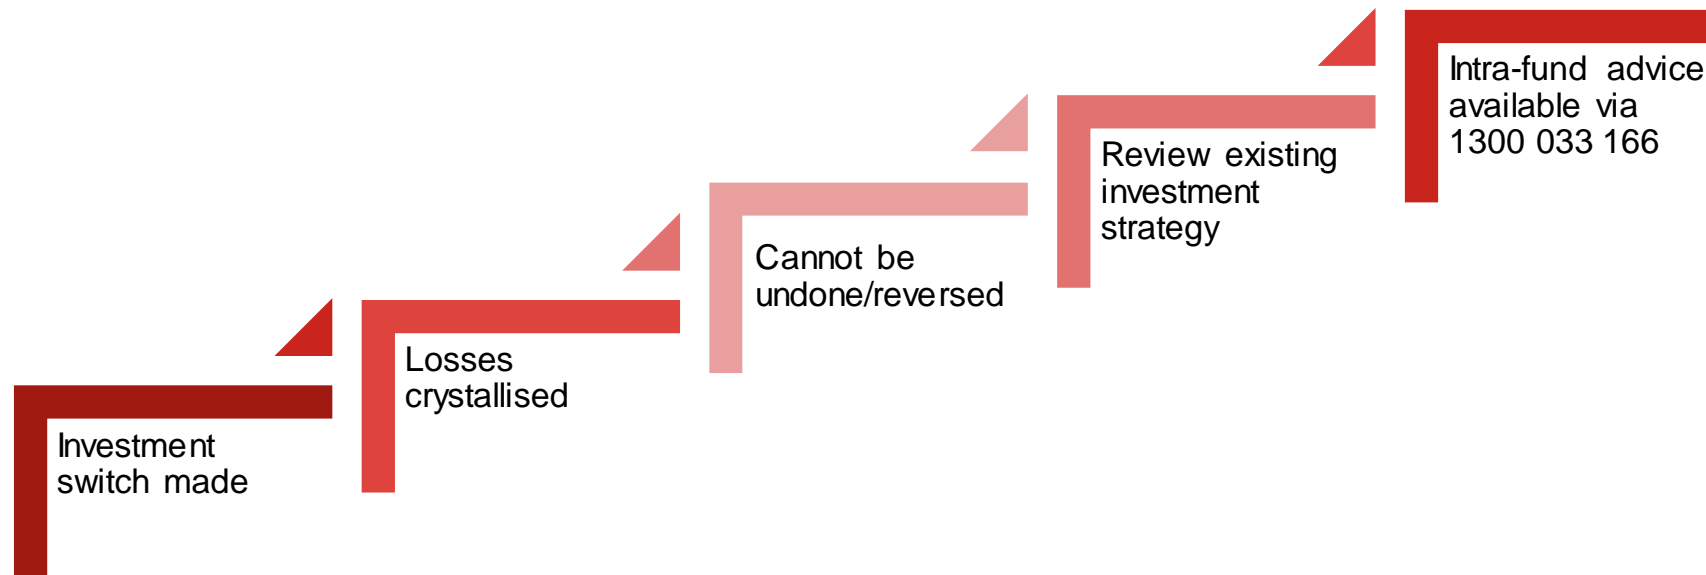 Investment
switch made
Losses
crystallised
Cannot be
undone/reversed
Review existing
investment
strategy
Intra-fund advice
available via
1300 033 166